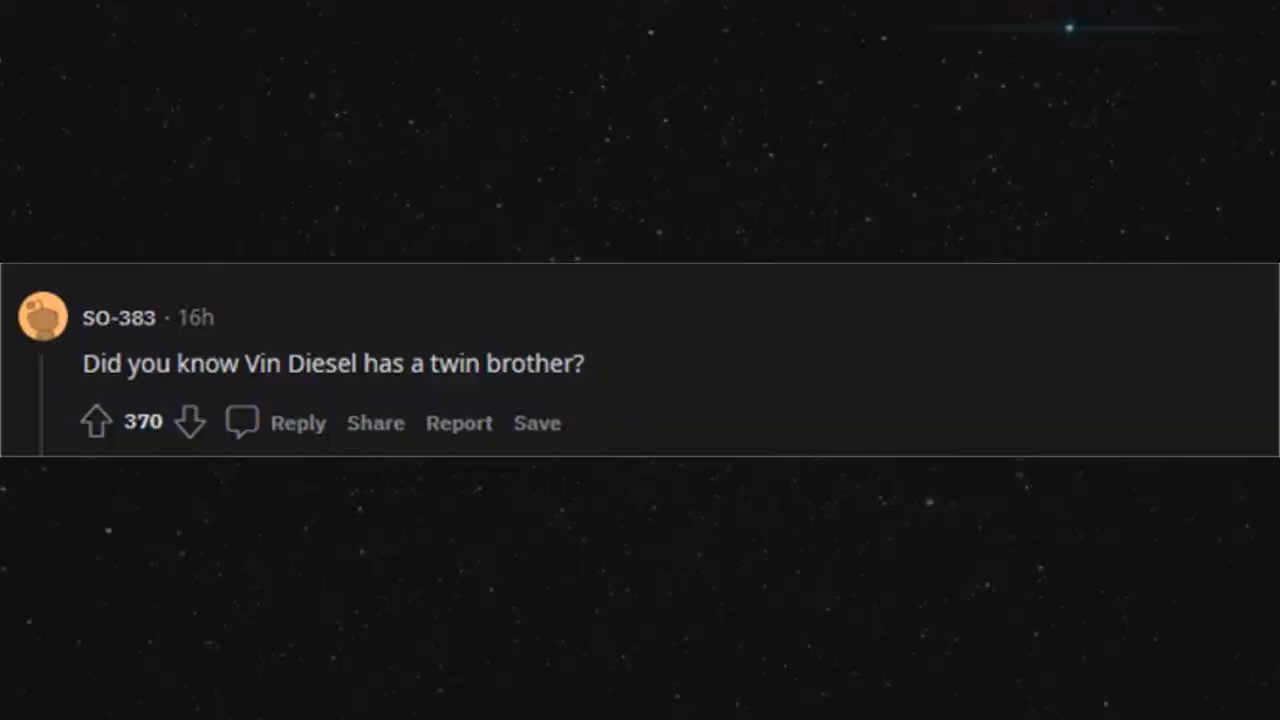 SO-383 · 16h
Did you know Vin Diesel has a twin brother?
370 Reply Share Report Save